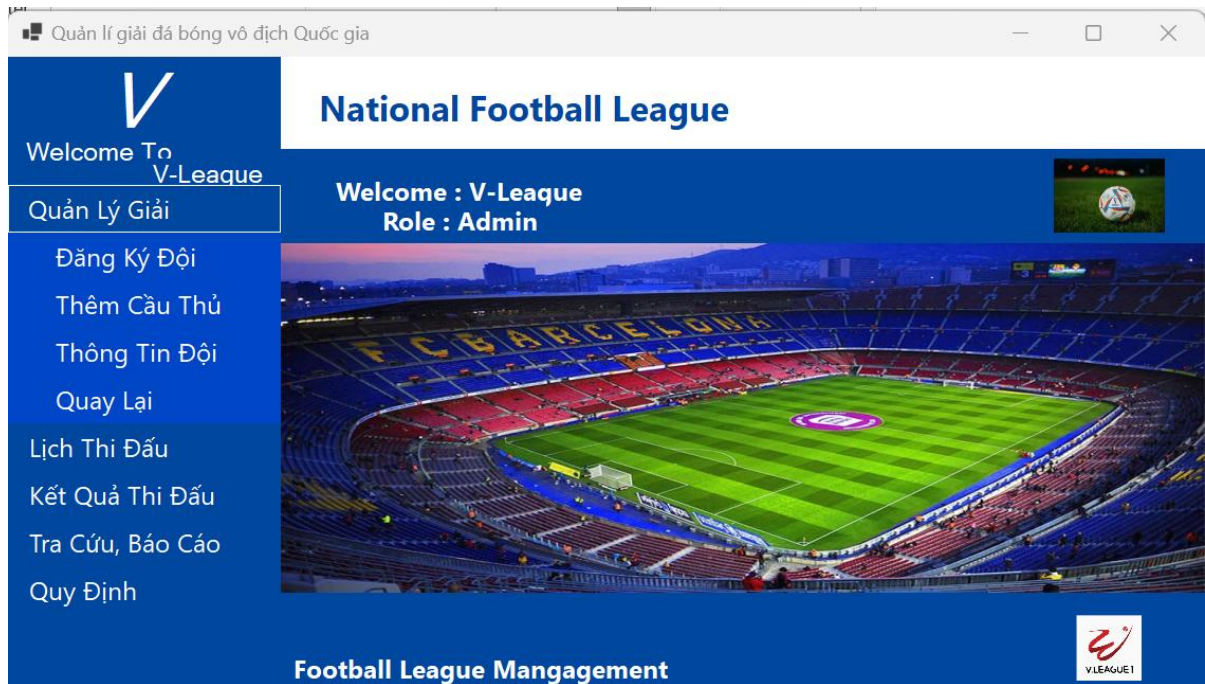 Quản lí giải đá bóng vô địch Quốc gia
V
Welcome To
V-League
National Football League
Welcome : V-League
Role : Admin
Quản Lý Giải
Đăng Ký Đội
Thêm Cầu Thủ
Thông Tin Đội
Quay Lại
Lịch Thi Đấu
Kết Quả Thi Đấu
Tra Cứu, Báo Cáo
Quy Định
FC BARCELONA
Football League Mangagement
V.LEAGUE 1